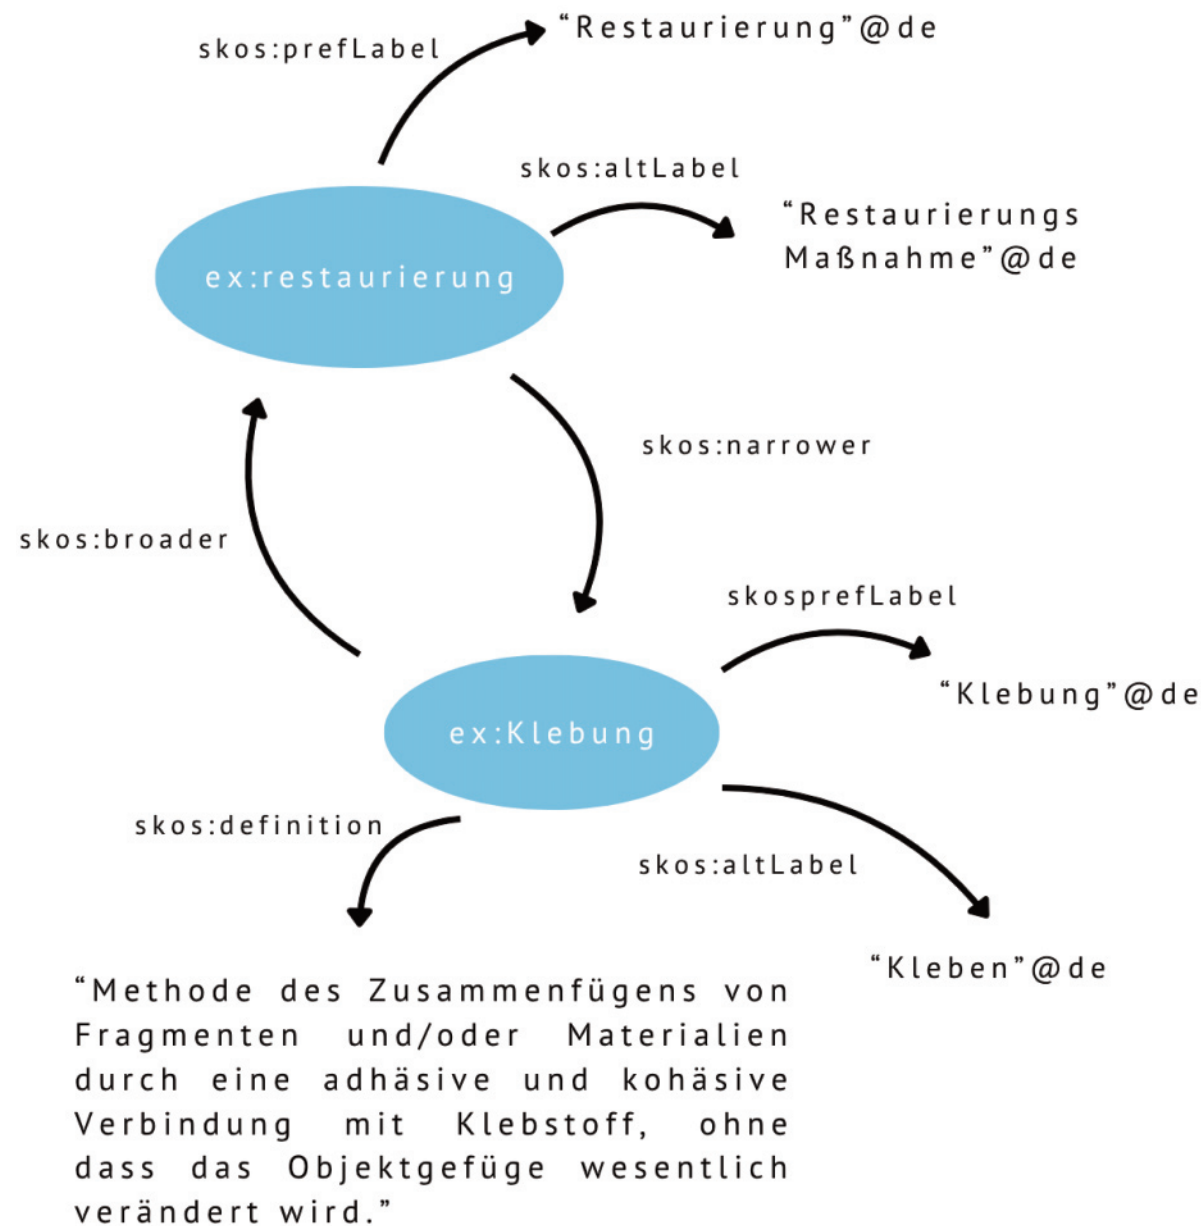 skos:prefLabel
“Restaurierung”@de
skos:altLabel
“Restaurierungs
Maßnahme”@de
ex:restaurierung
skos:narrower
skos:broader
skosprefLabel
“Klebung”@de
ex:Klebung
skos:definition
skos:altLabel
“Kleben”@de
“Methode des Zusammenfügens von
Fragmenten und/oder Materialien
durch eine adhäsive und kohäsive
Verbindung mit Klebstoff, ohne
dass das Objektgefüge wesentlich
verändert wird.”